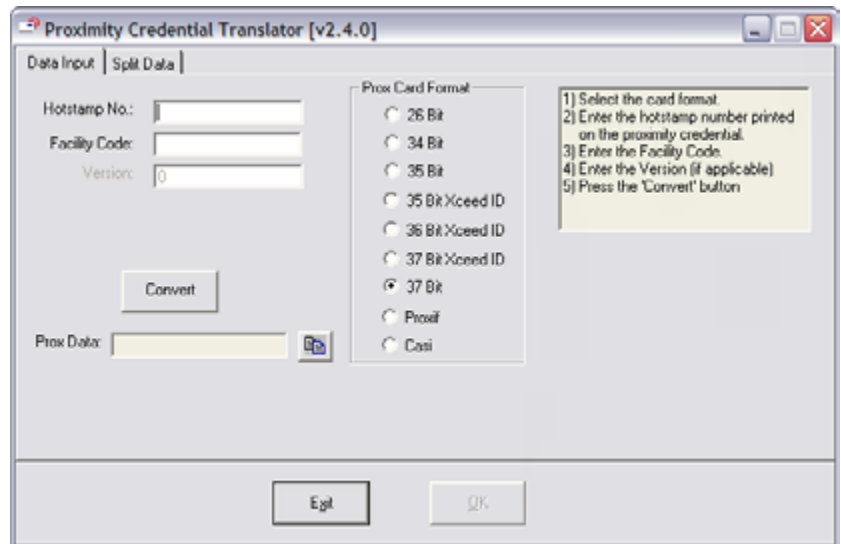 Proximity Credential Translator [v2.4.0]
Data Input
Split Data
Hotstamp No.:
Facility Code:
Version:
0
Convert
Prox Data:
Prox Card Format
26 Bit
34 Bit
35 Bit
35 Bit Xceed ID
36 Bit Xceed ID
37 Bit Xceed ID
37 Bit
Proxif
Casi
1) Select the card format.
2) Enter the hotstamp number printed
on the proximity credential.
3) Enter the Facility Code.
4) Enter the Version (if applicable)
5) Press the 'Convert' button
Exit
OK